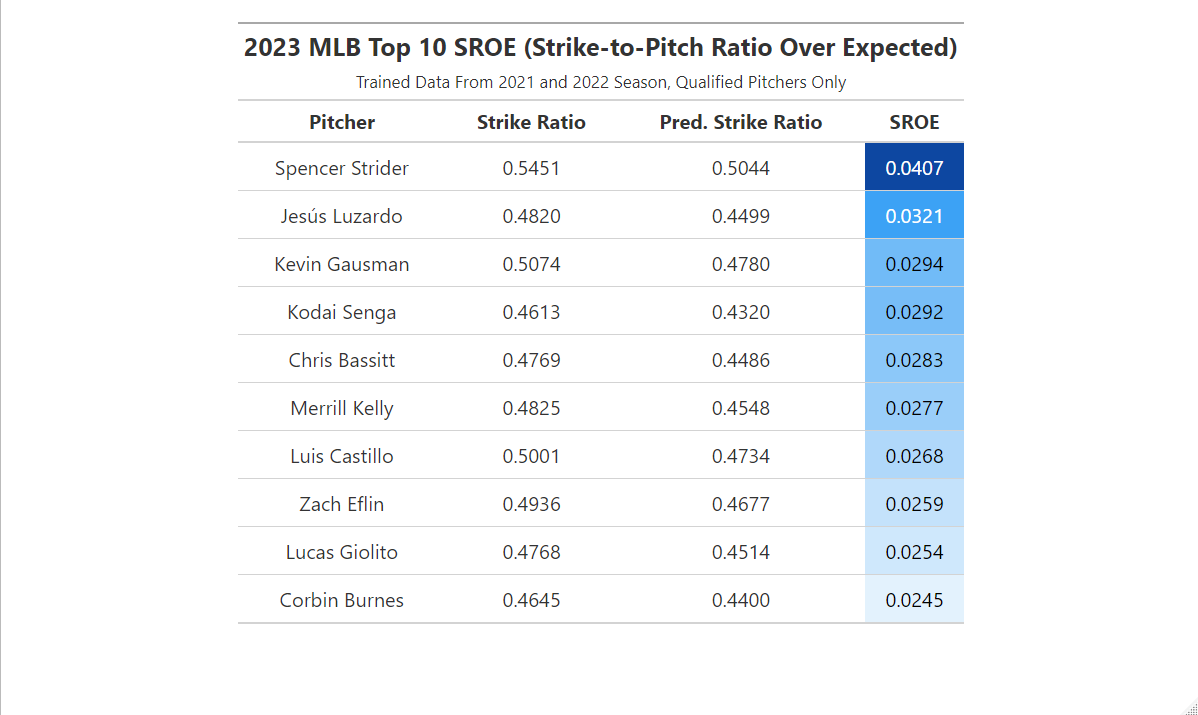 2023 MLB Top 10 SROE (Strike-to-Pitch Ratio Over Expected)
Trained Data From 2021 and 2022 Season, Qualified Pitchers Only
Pitcher Strike Ratio Pred. Strike Ratio SROE
Spencer Strider 0.5451 0.5044 0.0407
Jesús Luzardo 0.4820 0.4499 0.0321
Kevin Gausman 0.5074 0.4780 0.0294
Kodai Senga 0.4613 0.4320 0.0292
Chris Bassitt 0.4769 0.4486 0.0283
Merrill Kelly 0.4825 0.4548 0.0277
Luis Castillo 0.5001 0.4734 0.0268
Zach Eflin 0.4936 0.4677 0.0259
Lucas Giolito 0.4768 0.4514 0.0254
Corbin Burnes 0.4645 0.4400 0.0245